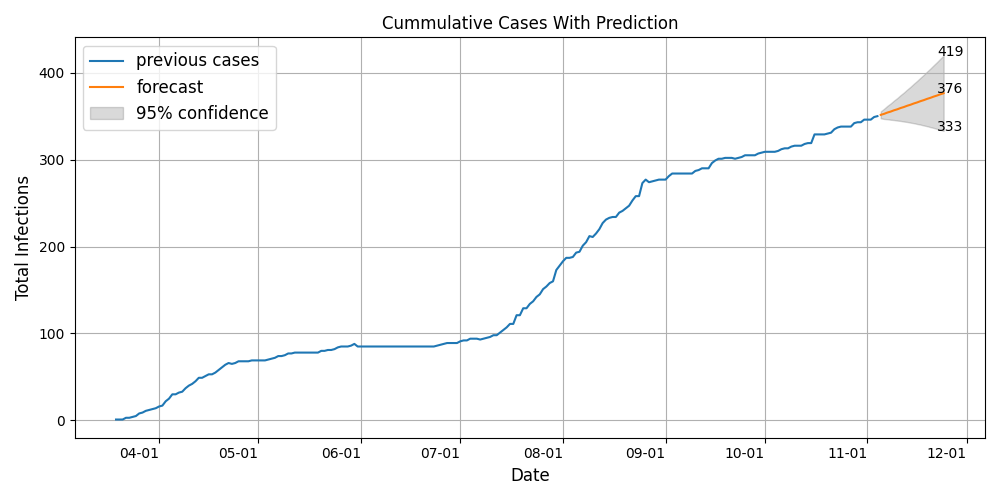 Cummulative Cases With Prediction
previous cases
forecast
95% confidence
419
376
333
400
300
200
100
0
Total Infections
04-01 05-01 06-01 07-01 08-01 09-01 10-01 11-01 12-01
Date